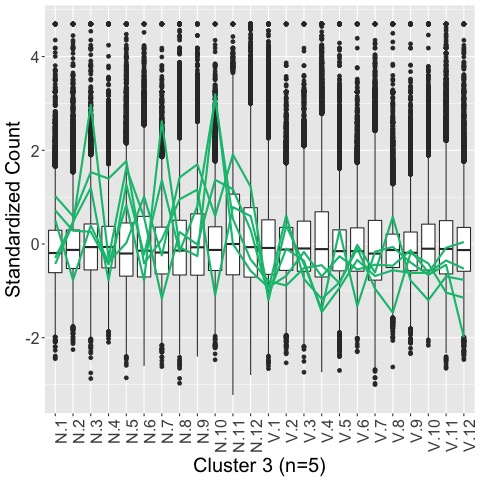 Standardized Count
4
2
0
-2
N.1
N.2
N.3
N.4
N.5
N.6
N.7
N.8
N.9
N.10
N.11
N.12
V.1
V.2
V.3
V.4
V.5
V.6
V.7
V.8
V.9
V.10
V.11
V.12
Cluster 3 (n=5)